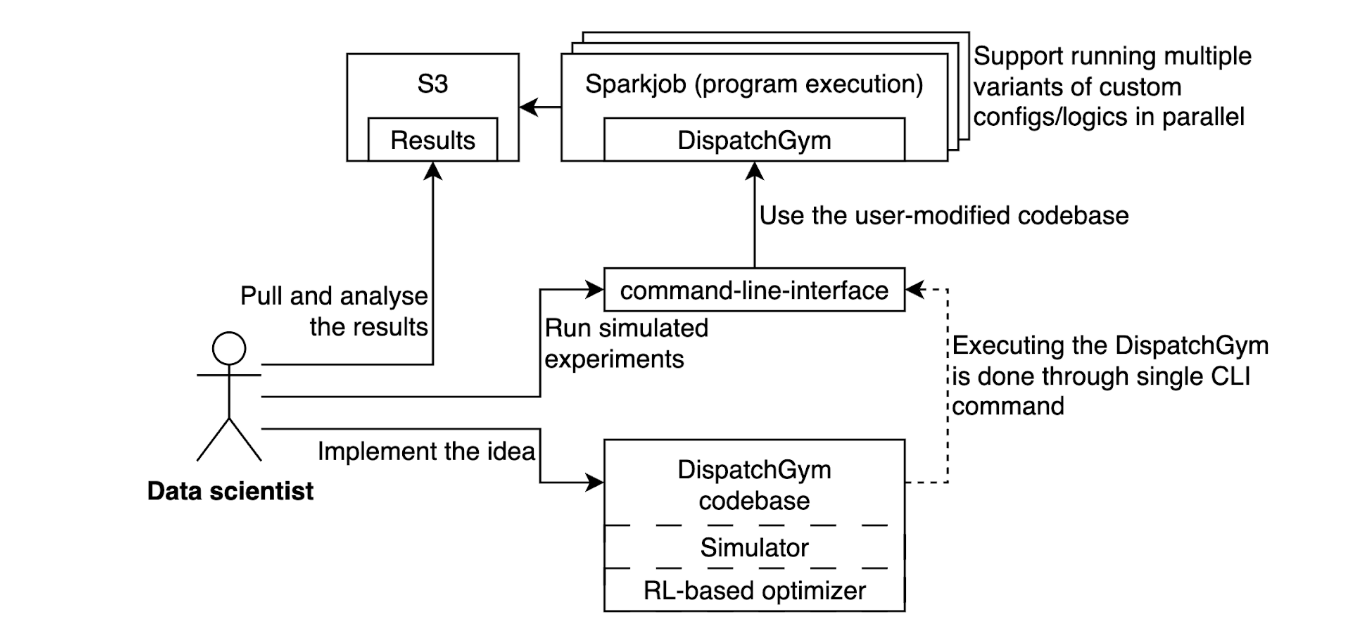 S3
Results
Sparkjob (program execution)
DispatchGym
Support running multiple
variants of custom
configs/logics in parallel
Use the user-modified codebase
command-line-interface
Pull and analyse
the results
Run simulated
experiments
Executing the DispatchGym
is done through single CLI
command
Implement the idea
Data scientist
DispatchGym
codebase
Simulator
RL-based optimizer